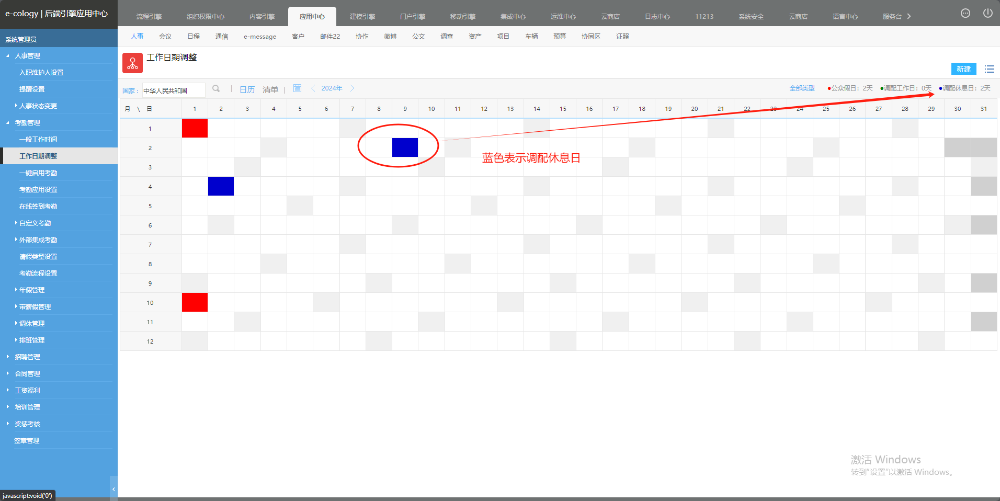 e-cology | 后端引擎应用中心
流程引擎 组织权限中心 内容引擎 应用中心 建模引擎 门户引擎 移动引擎 集成中心 运维中心 云商店 日志中心 11213 系统安全 云商店 语言中心 服务台
系统管理员
人事 会议 日程 通信 e-message 客户 邮件22 协作 微博 公文 调查 资产 项目 车辆 预算 协同区 证照
人事管理
入职维护人设置
提醒设置
人事状态变更
考勤管理
一般工作时间
工作日期调整
一键启用考勤
考勤应用设置
在线签到考勤
自定义考勤
外部集成考勤
请假类型设置
考勤流程设置
年假管理
带薪假管理
调休管理
排班管理
招聘管理
合同管理
工资福利
培训管理
奖惩考核
签章管理
javascript:void('0')
工作日期调整
新建
国家： 中华人民共和国 | 日历 清单 | 2024年 全部类型 公众假日：2天 调配工作日：0天 调配休息日：2天
月 \ 日 1 2 3 4 5 6 7 8 9 10 11 12 13 14 15 16 17 18 19 20 21 22 23 24 25 26 27 28 29 30 31
1
2
蓝色表示调配休息日
3
4
5
6
7
8
9
10
11
12
激活 Windows
转到“设置”以激活 Windows。